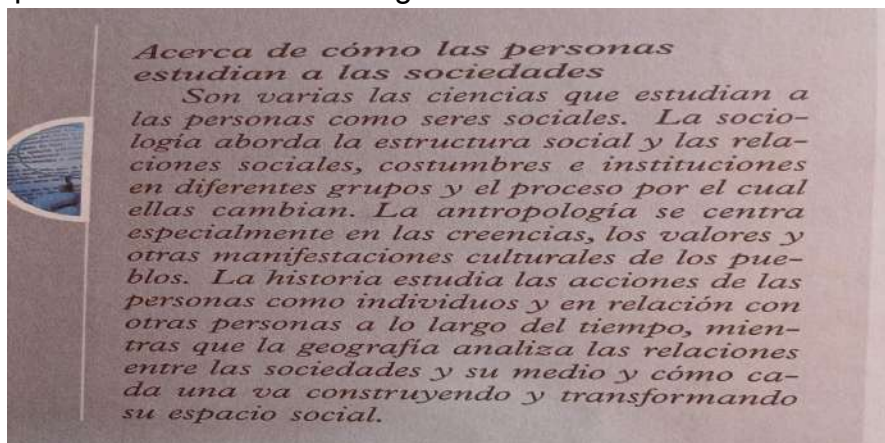 Acerca de cómo las personas
estudian a las sociedades
Son varias las ciencias que estudian a
las personas como seres sociales. La socio-
logía aborda la estructura social y las rela-
ciones sociales, costumbres e instituciones
en diferentes grupos y el proceso por el cual
ellas cambian. La antropología se centra
especialmente en las creencias, los valores y
otras manifestaciones culturales de los pue-
blos. La historia estudia las acciones de las
personas como individuos y en relación con
otras personas a lo largo del tiempo, mien-
tras que la geografía analiza las relaciones
entre las sociedades y su medio y cómo ca-
da una va construyendo y transformando
su espacio social.